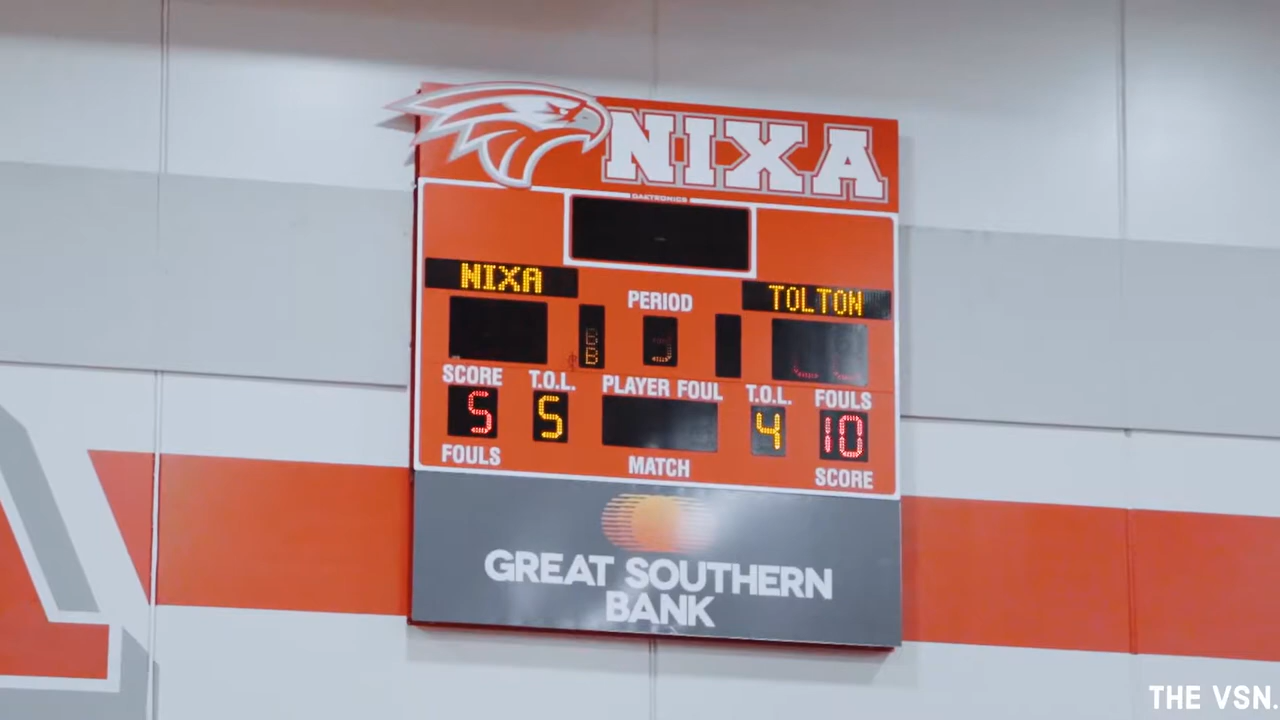 NIXA
DAKTRONICS
NIXA
PERIOD
TOLTON
SCORE
T.O.L.
PLAYER FOUL
T.O.L.
FOULS
5
5
4
10
FOULS
MATCH
SCORE
GREAT SOUTHERN
BANK
THE VSN.